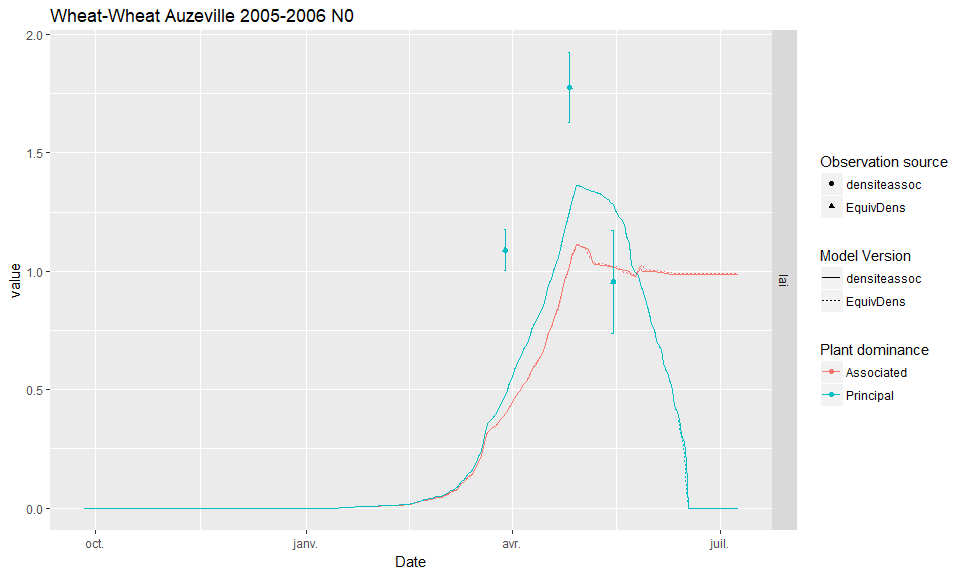 Wheat-Wheat Auzeville 2005-2006 N0
value
2.0
1.5
1.0
0.5
0.0
oct.
janv.
avr.
juil.
Date
lai
Observation source
densiteassoc
EquivDens
Model Version
densiteassoc
EquivDens
Plant dominance
Associated
Principal